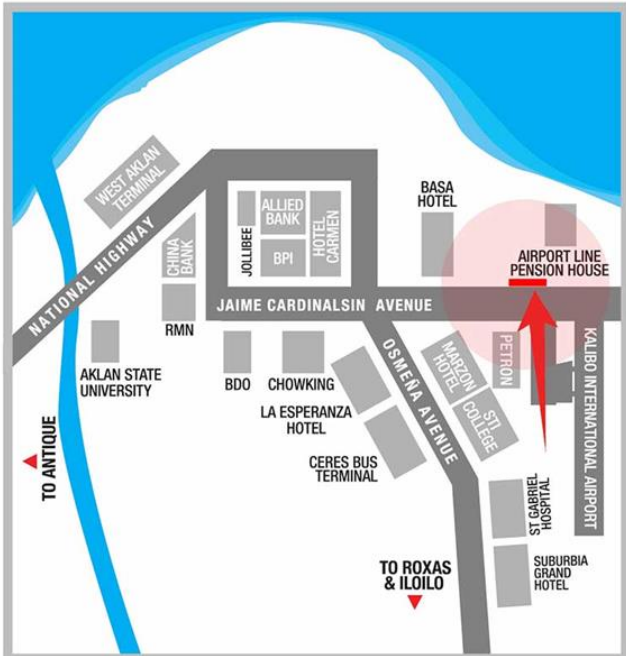 WEST AKLAN
TERMINAL
NATIONAL HIGHWAY
CHINA
BANK
RMN
JOLLIBEE
ALLIED
BANK
BPI
HOTEL
CARMEN
BASA
HOTEL
AIRPORT LINE
PENSION HOUSE
JAIME CARDINALSIN AVENUE
AKLAN STATE
UNIVERSITY
BDO
CHOWKING
LA ESPERANZA
HOTEL
CERES BUS
TERMINAL
OSMEÑA AVENUE
MARZON
HOTEL
STI
COLLEGE
PETRON
KALIBO INTERNATIONAL AIRPORT
TO ANTIQUE
ST GABRIEL
HOSPITAL
SUBURBIA
GRAND
HOTEL
TO ROXAS
& ILOILO